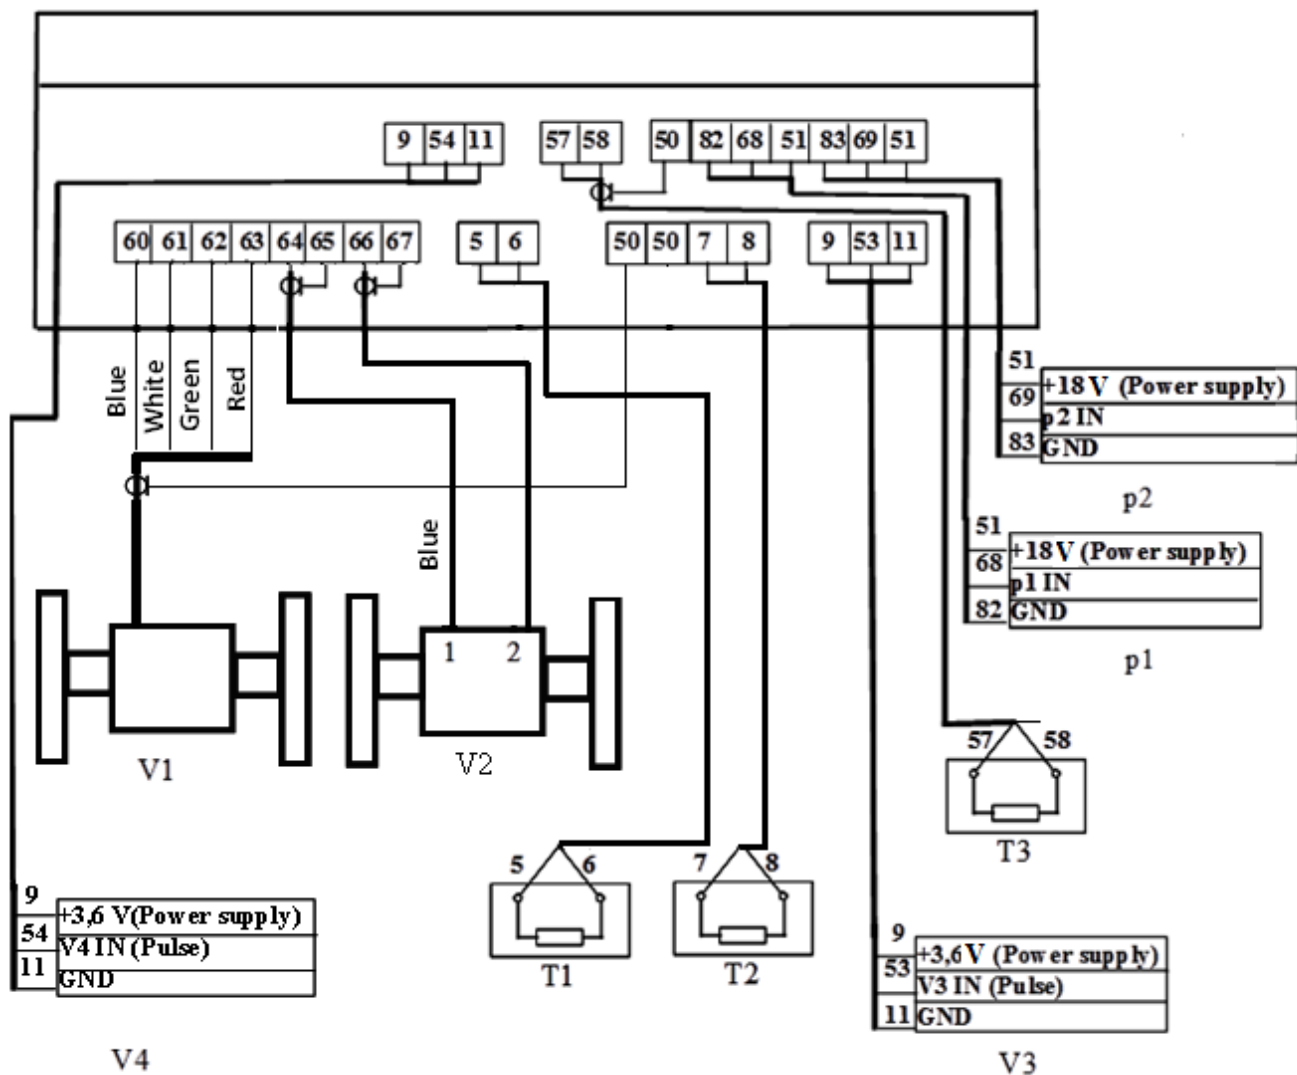 9 54 11
57 58
50 82 68 51 83 69 51
60 61 62 63 64 65 66 67
5 6
50 50 7 8
9 53 11
Blue
White
Green
Red
Blue
51
+18 V (Power supply)
69
p2 IN
83
GND
p2
51
+18V (Power supply)
68
p1 IN
82
GND
p1
1 2
V1
V2
57 58
T3
5 6
T1
7 8
T2
9
+3,6 V(Power supply)
54
V4 IN (Pulse)
11
GND
V4
9
+3,6V (Power supply)
53
V3 IN (Pulse)
11
GND
V3